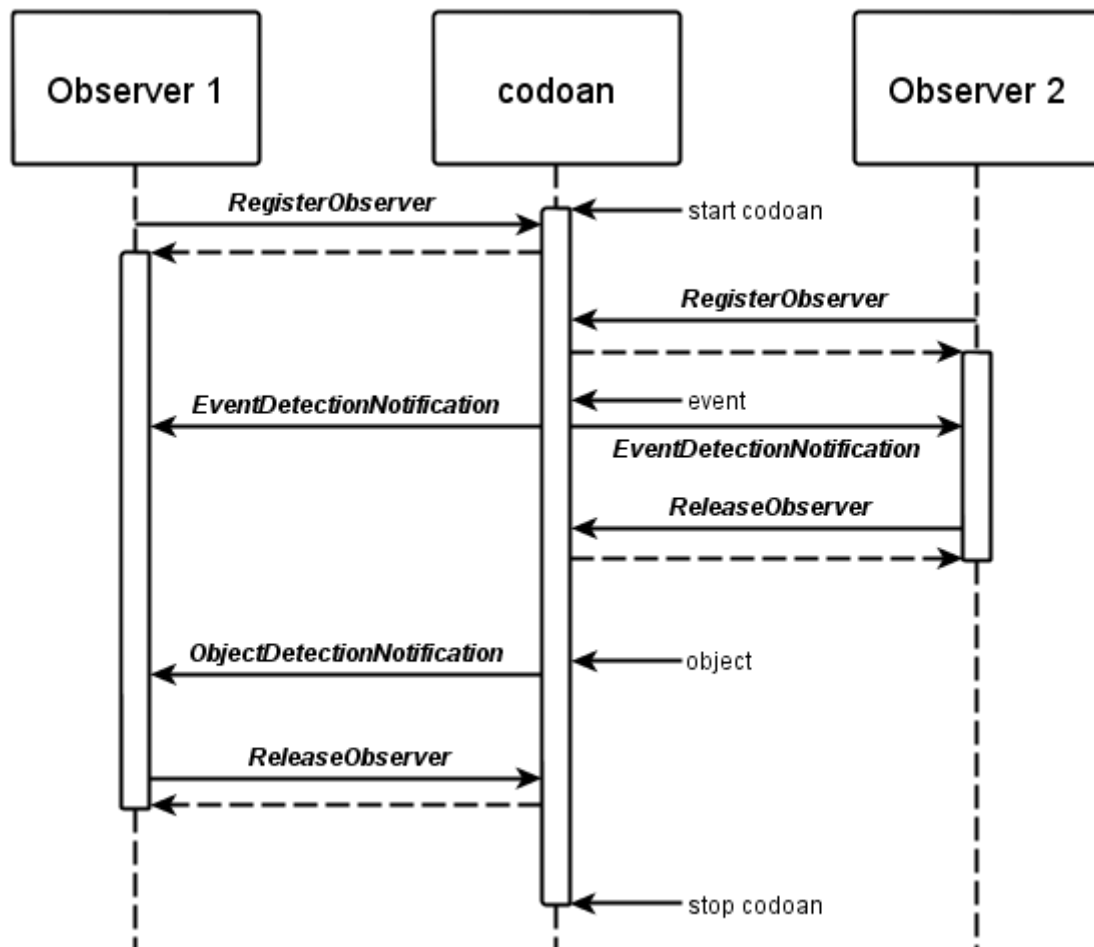 Observer 1
codoan
Observer 2
RegisterObserver
start codoan
RegisterObserver
event
EventDetectionNotification
EventDetectionNotification
ReleaseObserver
ObjectDetectionNotification
object
ReleaseObserver
stop codoan